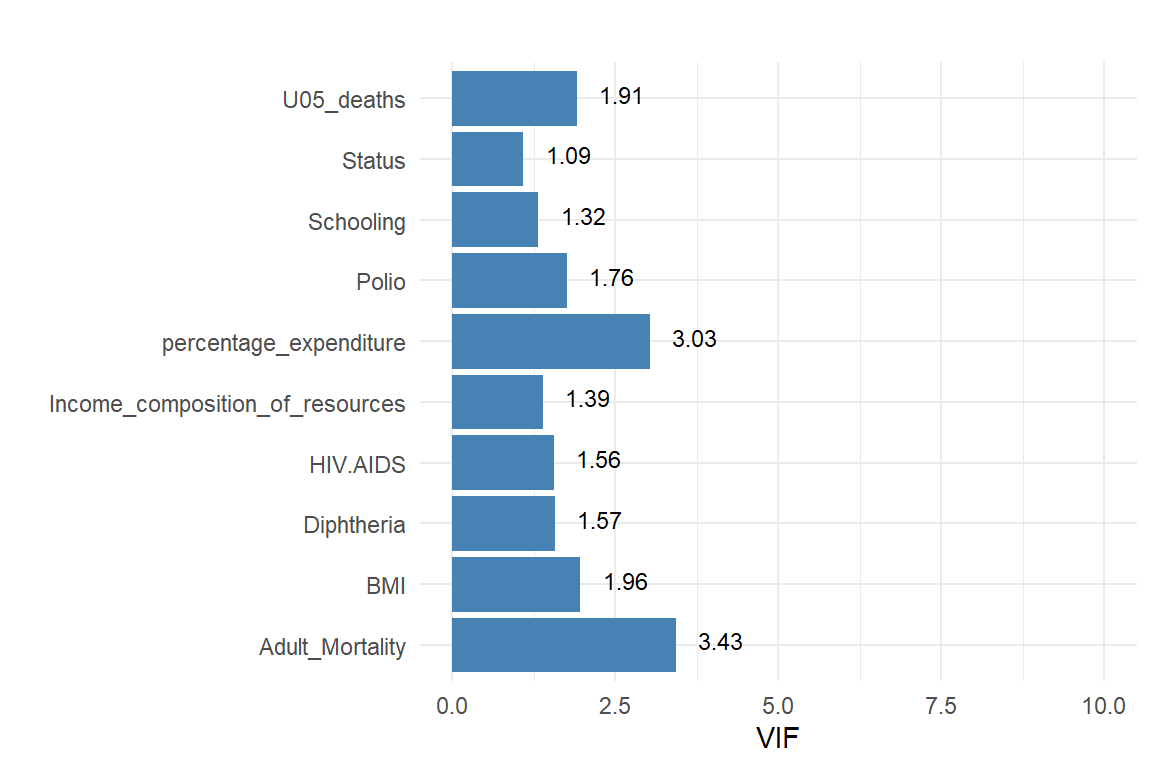 U05_deaths 1.91
Status 1.09
Schooling 1.32
Polio 1.76
percentage_expenditure 3.03
Income_composition_of_resources 1.39
HIV.AIDS 1.56
Diphtheria 1.57
BMI 1.96
Adult_Mortality 3.43
0.0 2.5 5.0 7.5 10.0
VIF